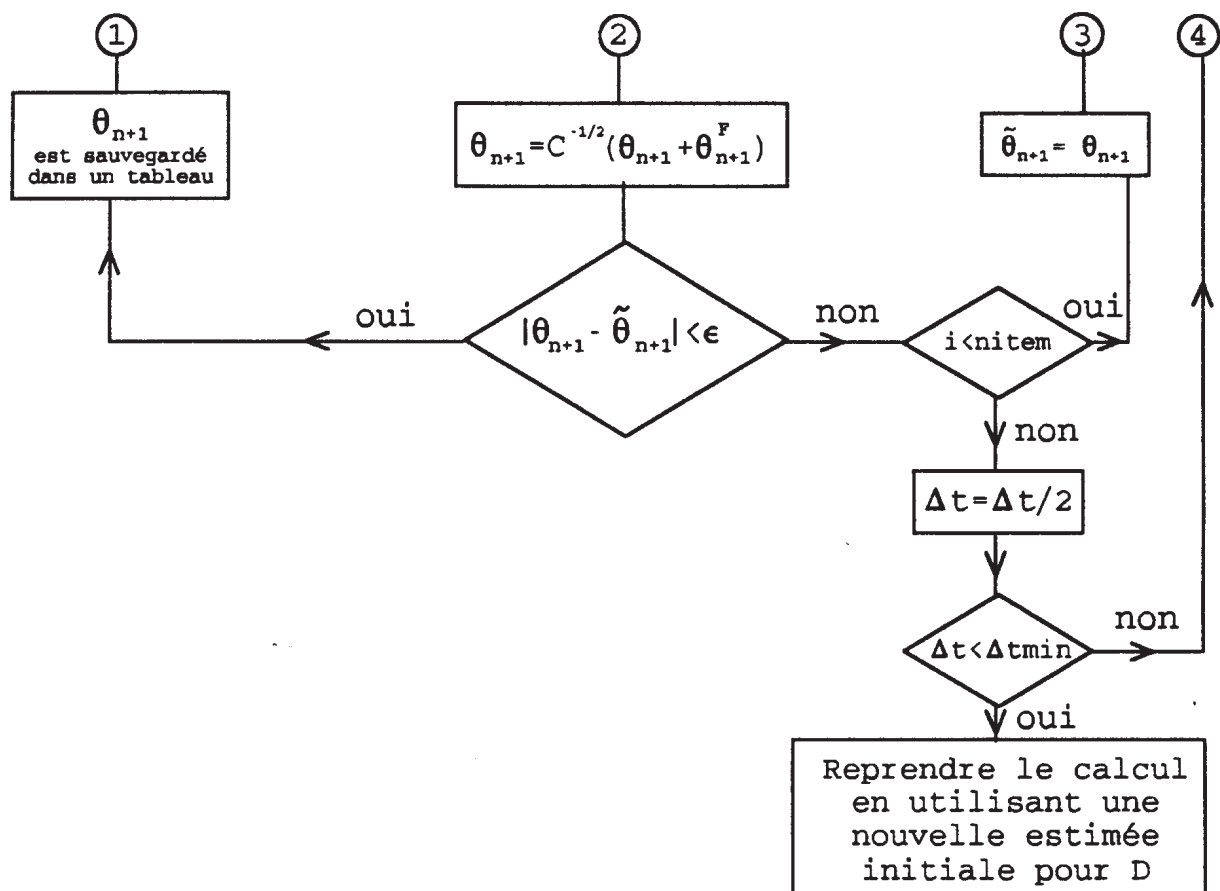 1
2
3
4
θn+1
est sauvegardé
dans un tableau
θn+1=C-1/2(θn+1+θFn+1)
θ̃n+1= θn+1
oui
|θn+1- θ̃n+1|<ϵ
non
i<nitem
oui
non
Δt=Δt/2
Δt<Δtmin
non
oui
Reprendre le calcul
en utilisant une
nouvelle estimée
initiale pour D